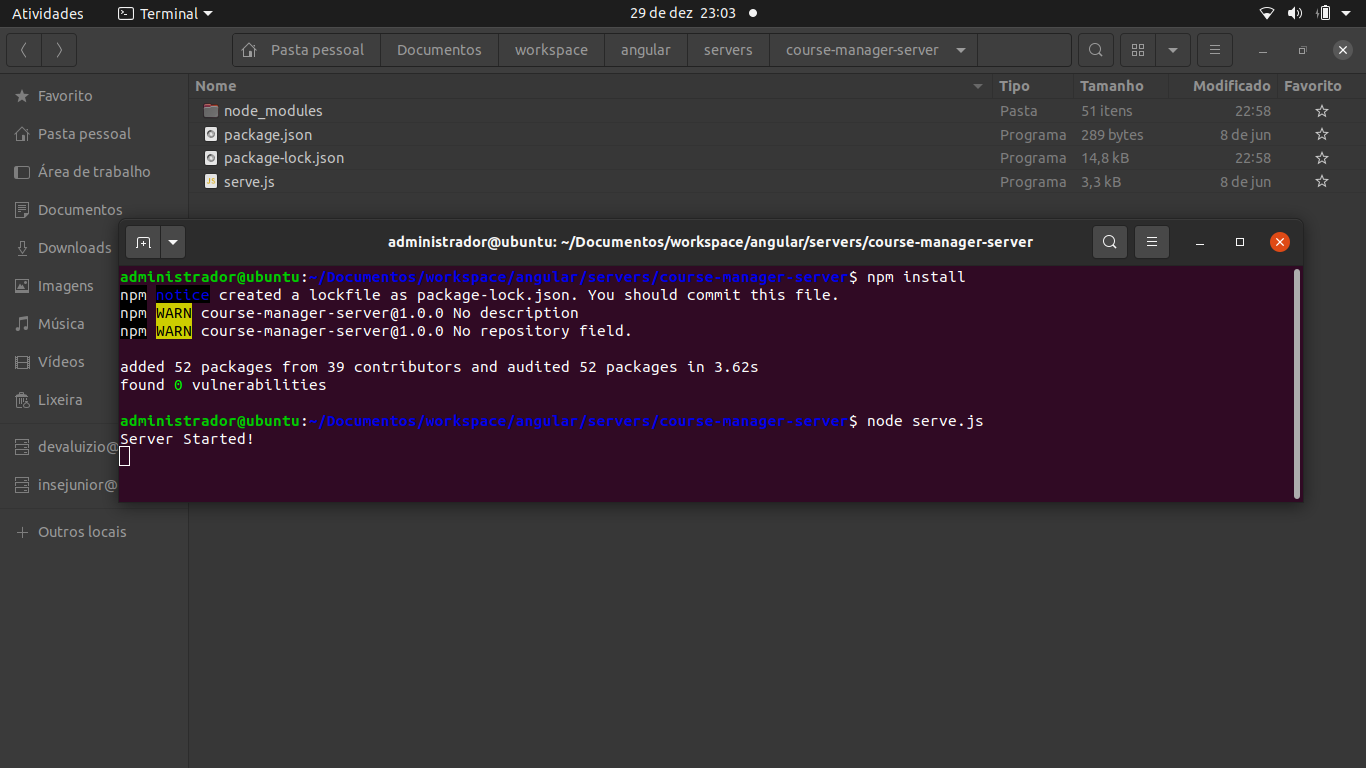 Atividades Terminal 29 de dez 23:03
Pasta pessoal Documentos workspace angular servers course-manager-server
Nome Tipo Tamanho Modificado Favorito
node_modules Pasta 51 itens 22:58
package.json Programa 289 bytes 8 de jun
package-lock.json Programa 14,8 kB 22:58
serve.js Programa 3,3 kB 8 de jun
Favorito
Pasta pessoal
Área de trabalho
Documentos
Downloads
Imagens
Música
Vídeos
Lixeira
devaluizio@
insejunior@
Outros locais
administrador@ubuntu: ~/Documentos/workspace/angular/servers/course-manager-server
administrador@ubuntu:~/Documentos/workspace/angular/servers/course-manager-server$ npm install
npm notice created a lockfile as package-lock.json. You should commit this file.
npm WARN course-manager-server@1.0.0 No description
npm WARN course-manager-server@1.0.0 No repository field.
added 52 packages from 39 contributors and audited 52 packages in 3.62s
found 0 vulnerabilities
administrador@ubuntu:~/Documentos/workspace/angular/servers/course-manager-server$ node serve.js
Server Started!